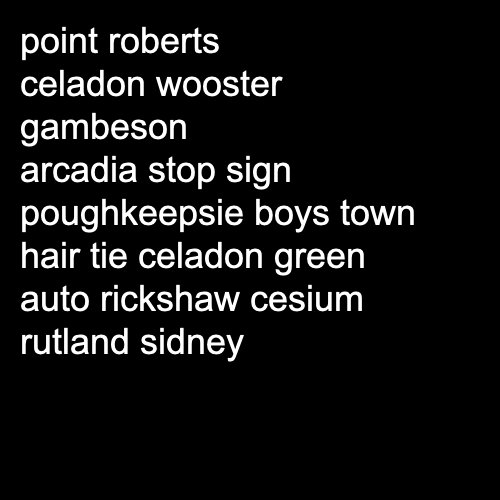 point roberts
celadon wooster
gambeson
arcadia stop sign
poughkeepsie boys town
hair tie celadon green
auto rickshaw cesium
rutland sidney